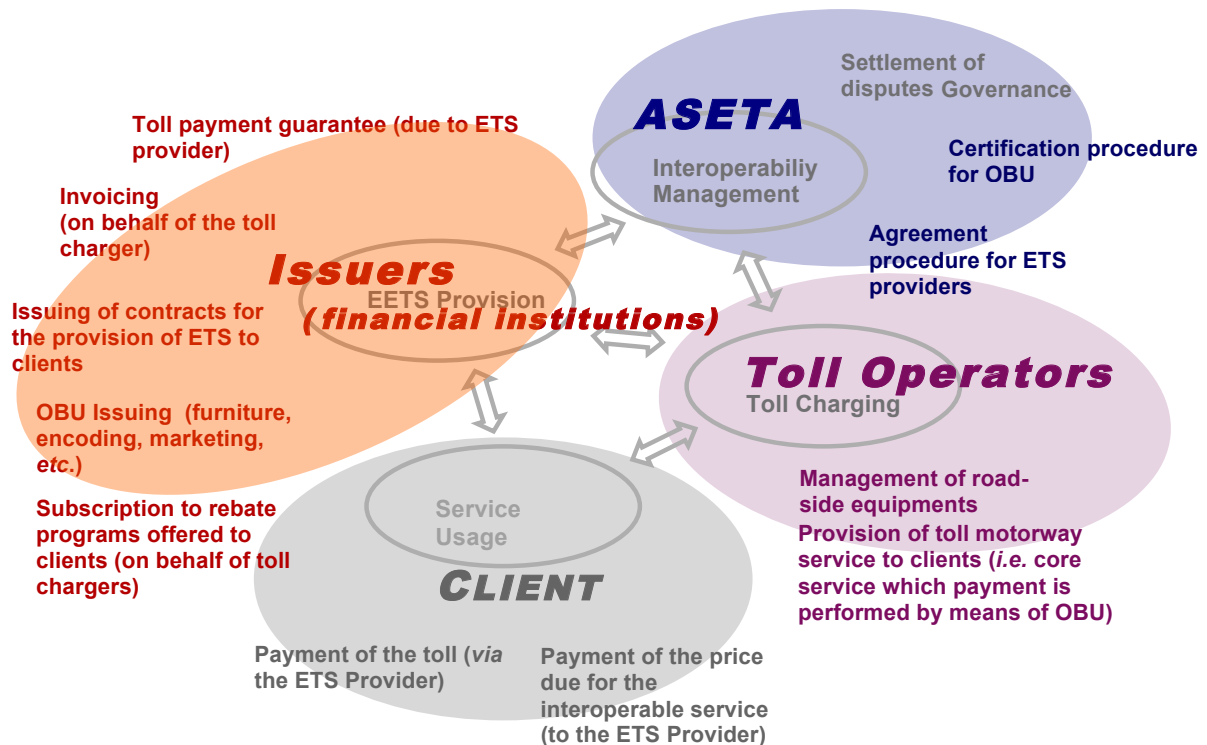 Settlement of
disputes Governance
ASETA
Interoperabiliy
Management
Certification procedure
for OBU
Agreement
procedure for ETS
providers
Toll payment guarantee (due to ETS
provider)
Invoicing
(on behalf of the toll
charger)
Issuers
EETS Provision
(financial institutions)
Issuing of contracts for
the provision of ETS to
clients
OBU Issuing (furniture,
encoding, marketing,
etc.)
Subscription to rebate
programs offered to
clients (on behalf of toll
chargers)
Toll Operators
Toll Charging
Management of road-
side equipments
Provision of toll motorway
service to clients (i.e. core
service which payment is
performed by means of OBU)
Service
Usage
CLIENT
Payment of the toll (via
the ETS Provider)
Payment of the price
due for the
interoperable service
(to the ETS Provider)